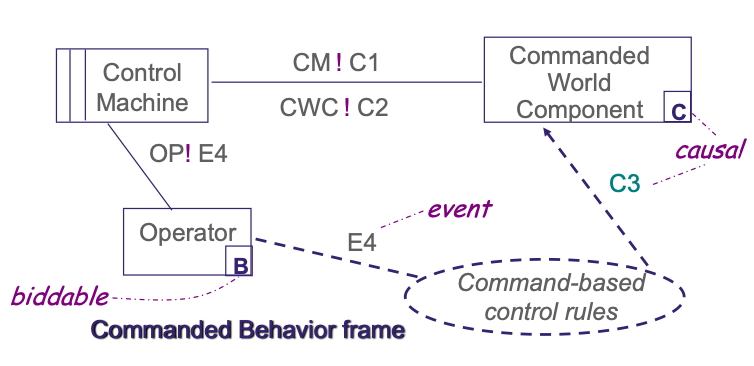 Control
Machine
CM ! C1
CWC ! C2
Commanded
World
Component
C
causal
OP! E4
C3
event
Operator
B
E4
biddable
Command-based
control rules
Commanded Behavior frame